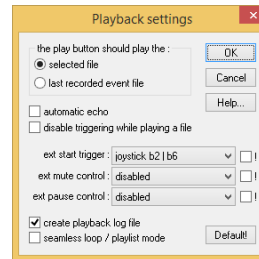 Playback settings
the play button should play the :
selected file
last recorded event file
OK
Cancel
Help...
automatic echo
disable triggering while playing a file
ext start trigger : joystick b2 | b6 !
ext mute control : disabled !
ext pause control : disabled !
create playback log file
seamless loop / playlist mode
Default!